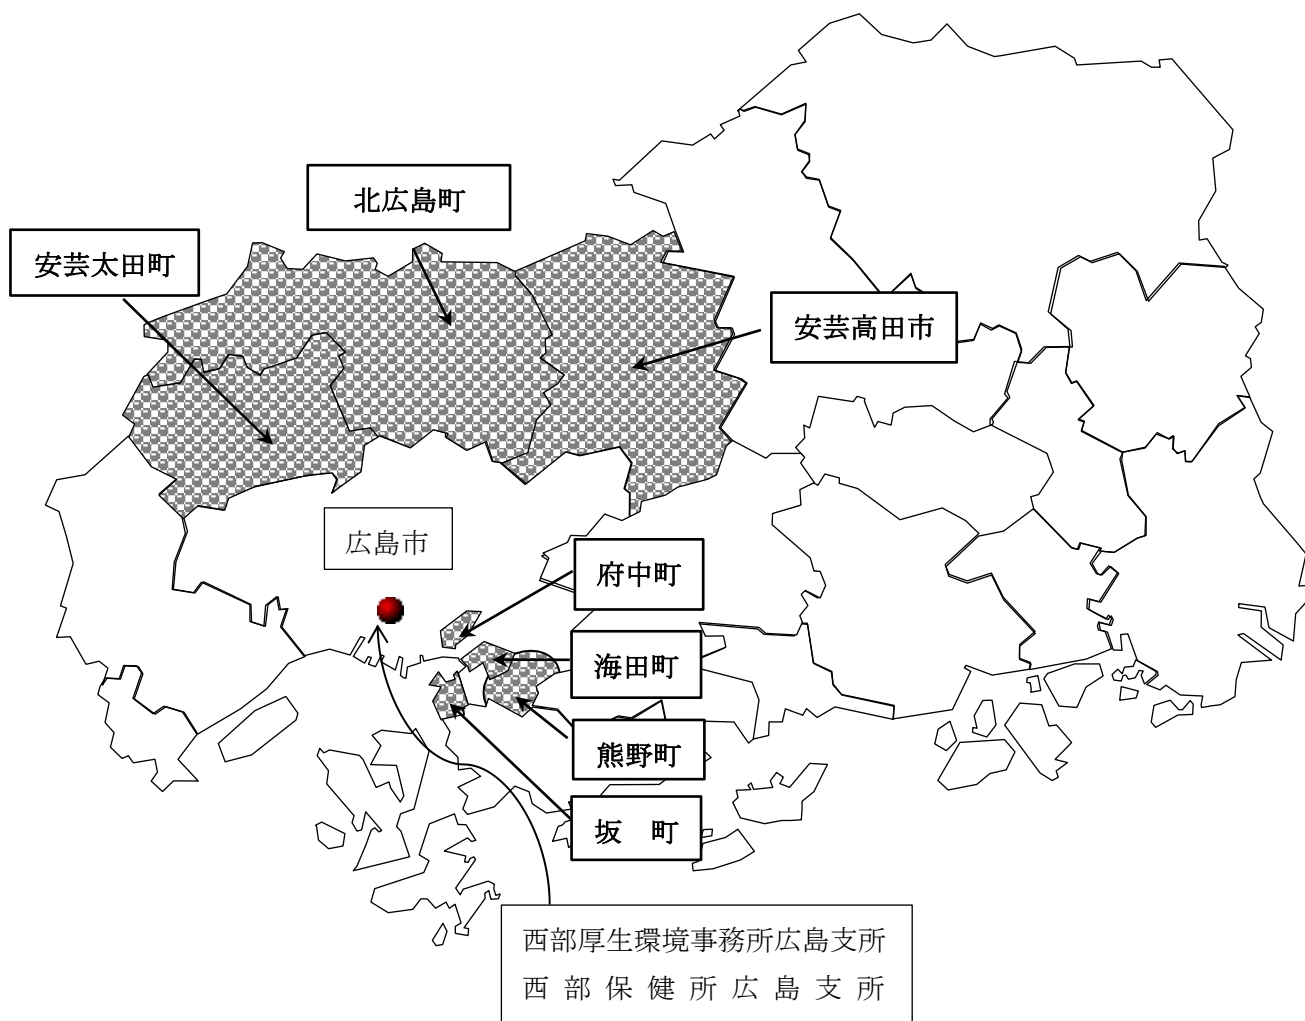 北広島町
安芸太田町
安芸高田市
広島市
府中町
海田町
熊野町
坂　町
西部厚生環境事務所広島支所
西 部 保 健 所 広 島 支 所